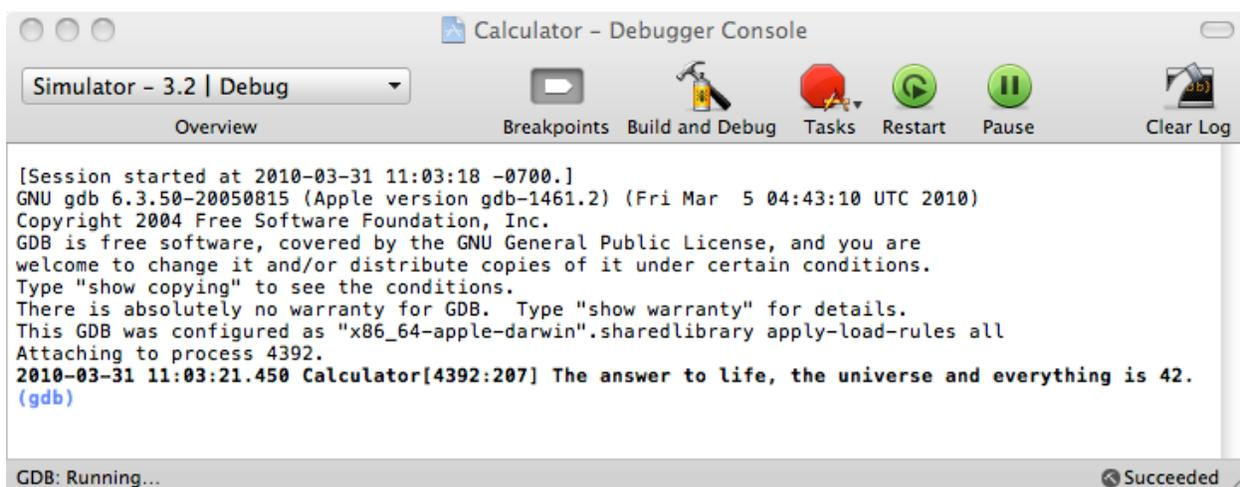 Calculator – Debugger Console
Simulator – 3.2 | Debug
Overview
Breakpoints
Build and Debug
Tasks
Restart
Pause
Clear Log
[Session started at 2010-03-31 11:03:18 -0700.]
GNU gdb 6.3.50-20050815 (Apple version gdb-1461.2) (Fri Mar  5 04:43:10 UTC 2010)
Copyright 2004 Free Software Foundation, Inc.
GDB is free software, covered by the GNU General Public License, and you are
welcome to change it and/or distribute copies of it under certain conditions.
Type "show copying" to see the conditions.
There is absolutely no warranty for GDB.  Type "show warranty" for details.
This GDB was configured as "x86_64-apple-darwin".sharedlibrary apply-load-rules all
Attaching to process 4392.
2010-03-31 11:03:21.450 Calculator[4392:207] The answer to life, the universe and everything is 42.
(gdb)
GDB: Running...
Succeeded